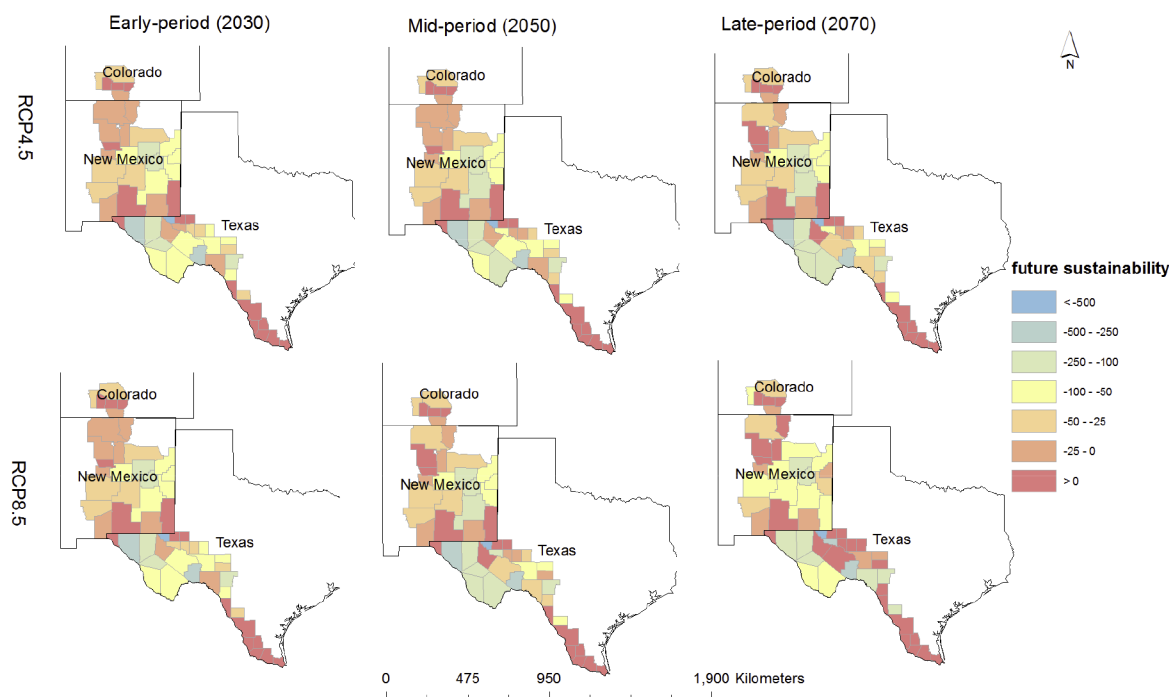 Early-period (2030)
Mid-period (2050)
Late-period (2070)
N
RCP4.5
Colorado
New Mexico
Texas
Colorado
New Mexico
Texas
Colorado
New Mexico
Texas
future sustainability
< -500
-500 - -250
-250 - -100
-100 - -50
-50 - -25
-25 - 0
> 0
RCP8.5
Colorado
New Mexico
Texas
Colorado
New Mexico
Texas
Colorado
New Mexico
Texas
0 475 950 1,900 Kilometers